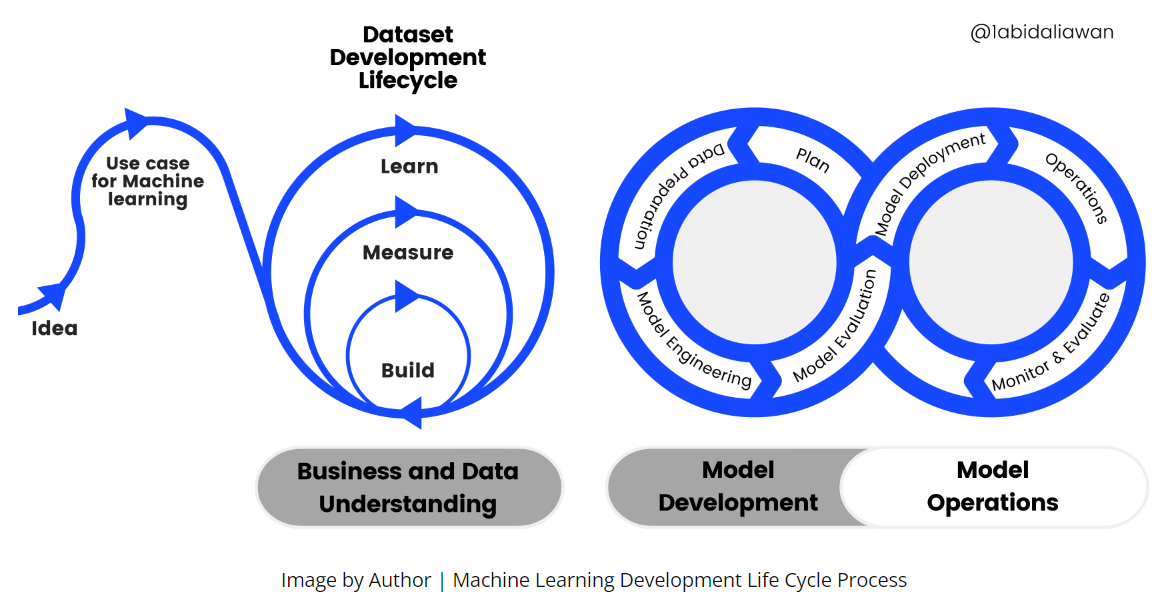 @1abidaliawan
Dataset
Development
Lifecycle
Use case
for Machine
learning
Idea
Learn
Measure
Build
Plan
Data Preparation
Model Engineering
Model Evaluation
Model Deployment
Operations
Monitor & Evaluate
Business and Data
Understanding
Model
Development
Model
Operations
Image by Author | Machine Learning Development Life Cycle Process